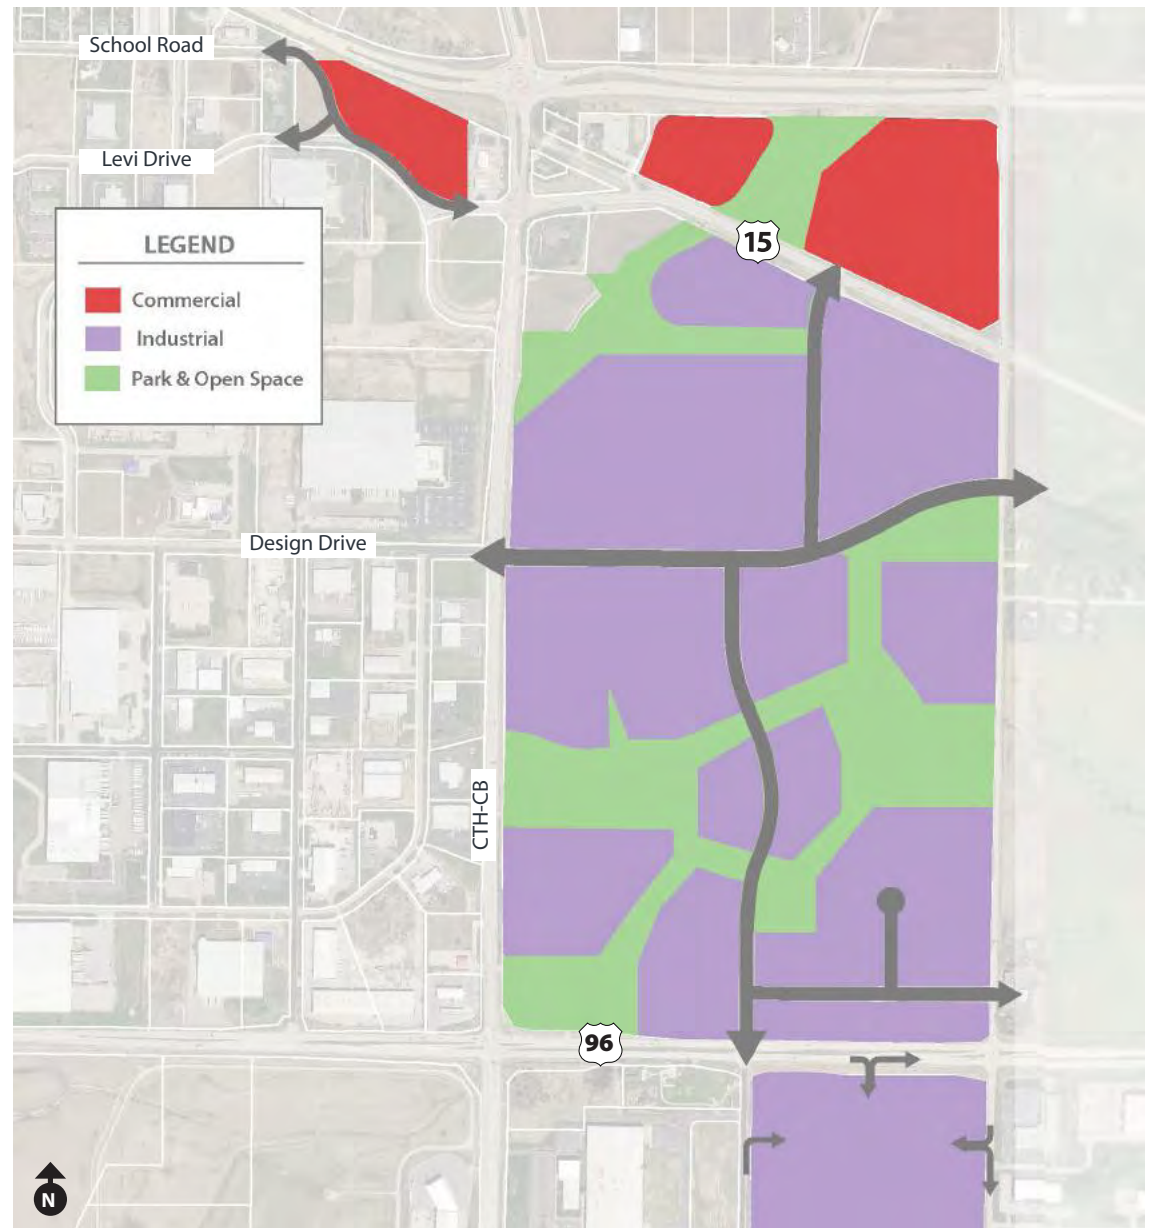 School Road
Levi Drive
15
LEGEND
Commercial
Industrial
Park & Open Space
Design Drive
CTH-CB
96
N